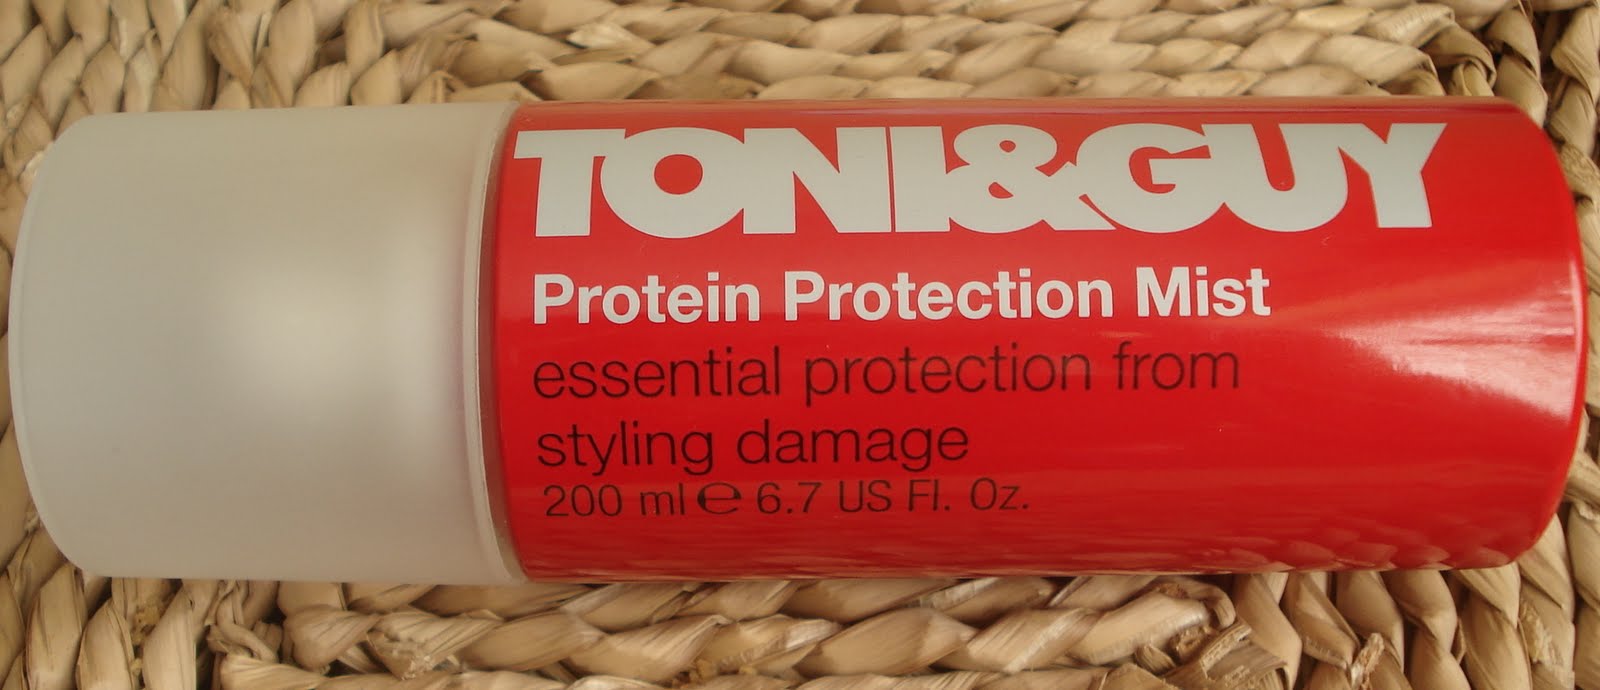 TONI&GUY
Protein Protection Mist
essential protection from
styling damage
200 ml ℮ 6.7 US Fl. Oz.